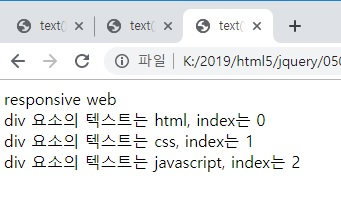 text()
text()
text()
파일
K:/2019/html5/jquery/050
responsive web
div 요소의 텍스트는 html, index는 0
div 요소의 텍스트는 css, index는 1
div 요소의 텍스트는 javascript, index는 2